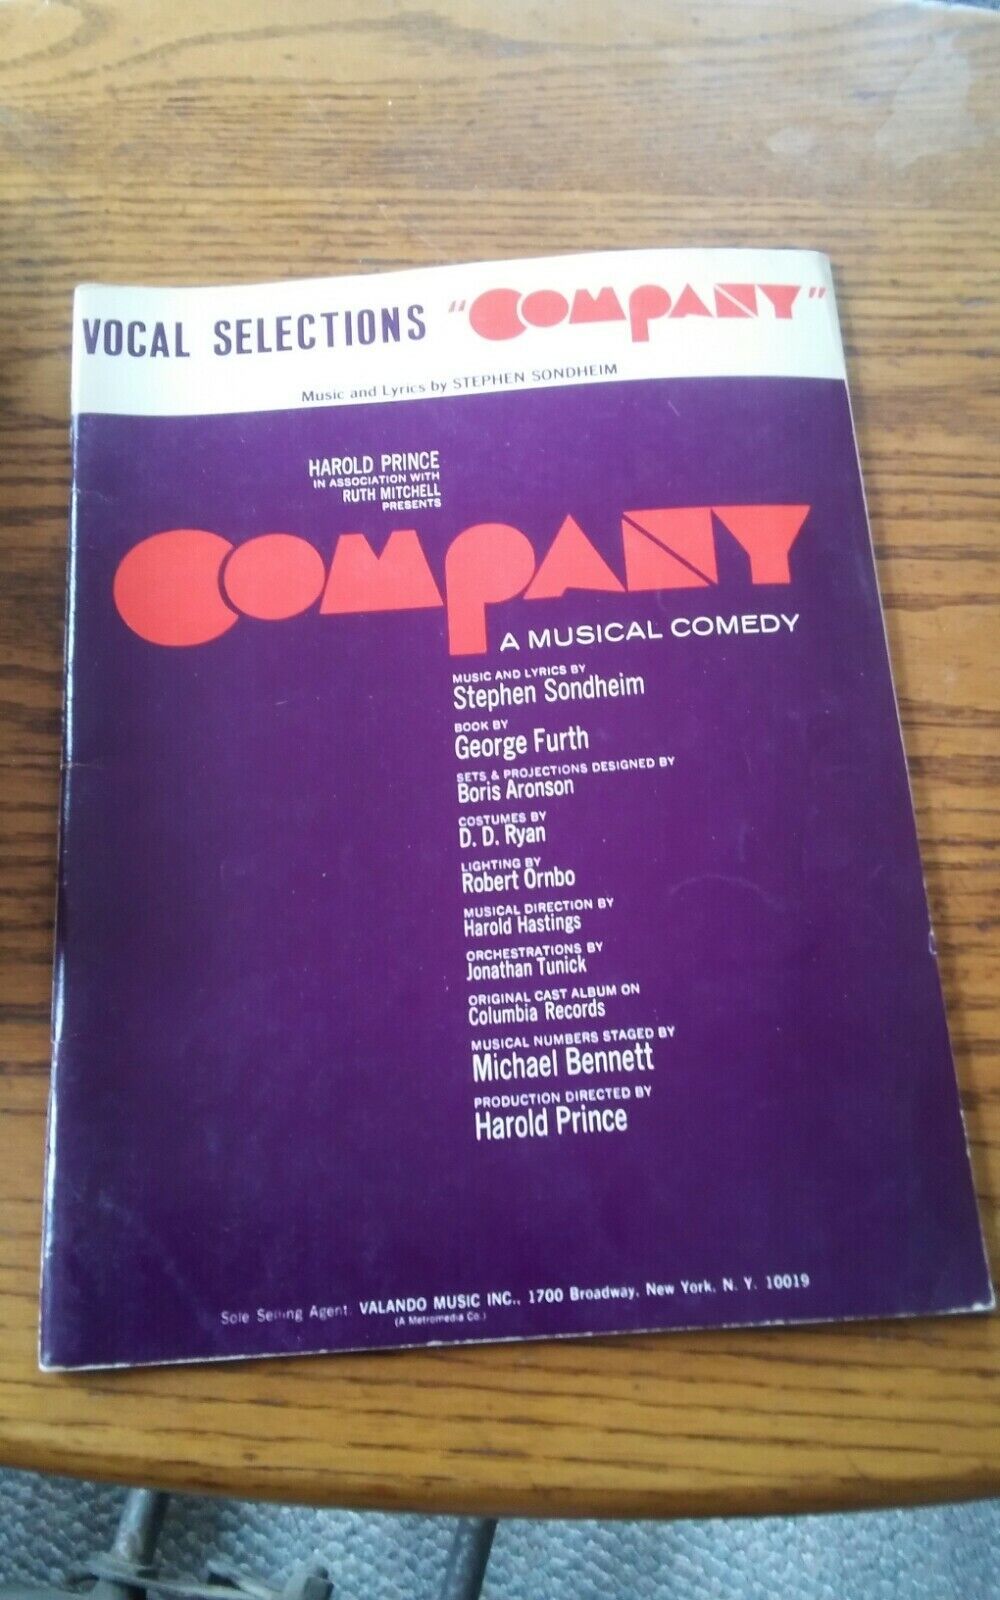 VOCAL SELECTIONS "COMPANY"
Music and Lyrics by STEPHEN SONDHEIM
HAROLD PRINCE
IN ASSOCIATION WITH
RUTH MITCHELL
PRESENTS
COMPANY
A MUSICAL COMEDY
MUSIC AND LYRICS BY
Stephen Sondheim
BOOK BY
George Furth
SETS & PROJECTIONS DESIGNED BY
Boris Aronson
COSTUMES BY
D. D. Ryan
LIGHTING BY
Robert Ornbo
MUSICAL DIRECTION BY
Harold Hastings
ORCHESTRATIONS BY
Jonathan Tunick
ORIGINAL CAST ALBUM ON
Columbia Records
MUSICAL NUMBERS STAGED BY
Michael Bennett
PRODUCTION DIRECTED BY
Harold Prince
Sole Selling Agent: VALANDO MUSIC INC., 1700 Broadway, New York, N. Y. 10019
(A Metromedia Co.)